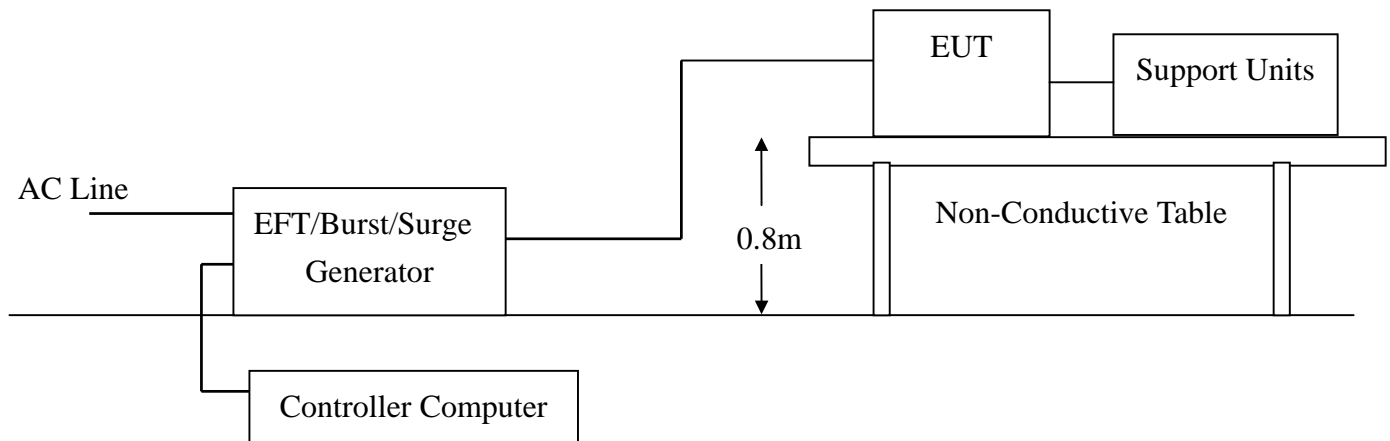 EUT
Support Units
AC Line
EFT/Burst/Surge
Generator
0.8m
Non-Conductive Table
Controller Computer